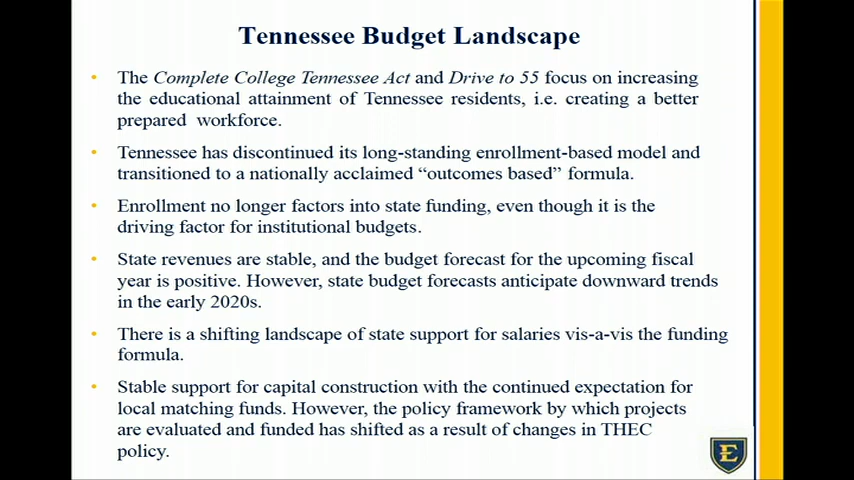 Tennessee Budget Landscape
• The Complete College Tennessee Act and Drive to 55 focus on increasing
the educational attainment of Tennessee residents, i.e. creating a better
prepared workforce.
• Tennessee has discontinued its long-standing enrollment-based model and
transitioned to a nationally acclaimed “outcomes based” formula.
• Enrollment no longer factors into state funding, even though it is the
driving factor for institutional budgets.
• State revenues are stable, and the budget forecast for the upcoming fiscal
year is positive. However, state budget forecasts anticipate downward trends
in the early 2020s.
• There is a shifting landscape of state support for salaries vis-a-vis the funding
formula.
• Stable support for capital construction with the continued expectation for
local matching funds. However, the policy framework by which projects
are evaluated and funded has shifted as a result of changes in THEC
policy.
E